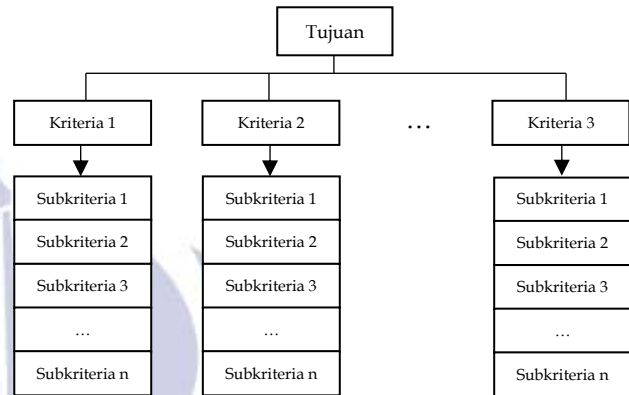 Tujuan
Kriteria 1
Kriteria 2
…
Kriteria 3
Subkriteria 1
Subkriteria 2
Subkriteria 3
…
Subkriteria n
Subkriteria 1
Subkriteria 2
Subkriteria 3
…
Subkriteria n
Subkriteria 1
Subkriteria 2
Subkriteria 3
…
Subkriteria n